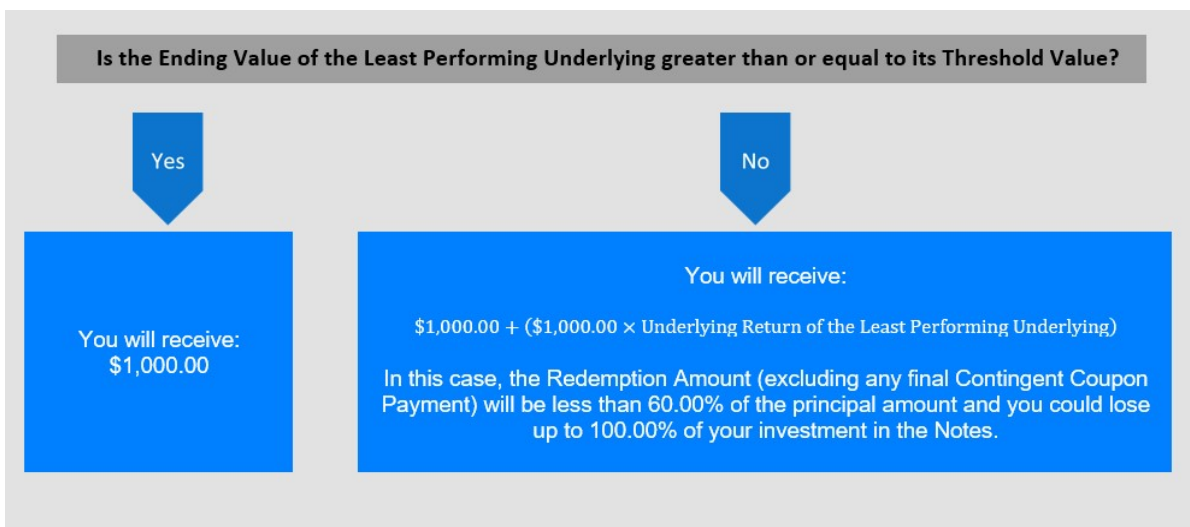 Is the Ending Value of the Least Performing Underlying greater than or equal to its Threshold Value?
Yes
No
You will receive:
$1,000.00
You will receive:
$1,000.00 + ($1,000.00 × Underlying Return of the Least Performing Underlying)
In this case, the Redemption Amount (excluding any final Contingent Coupon
Payment) will be less than 60.00% of the principal amount and you could lose
up to 100.00% of your investment in the Notes.